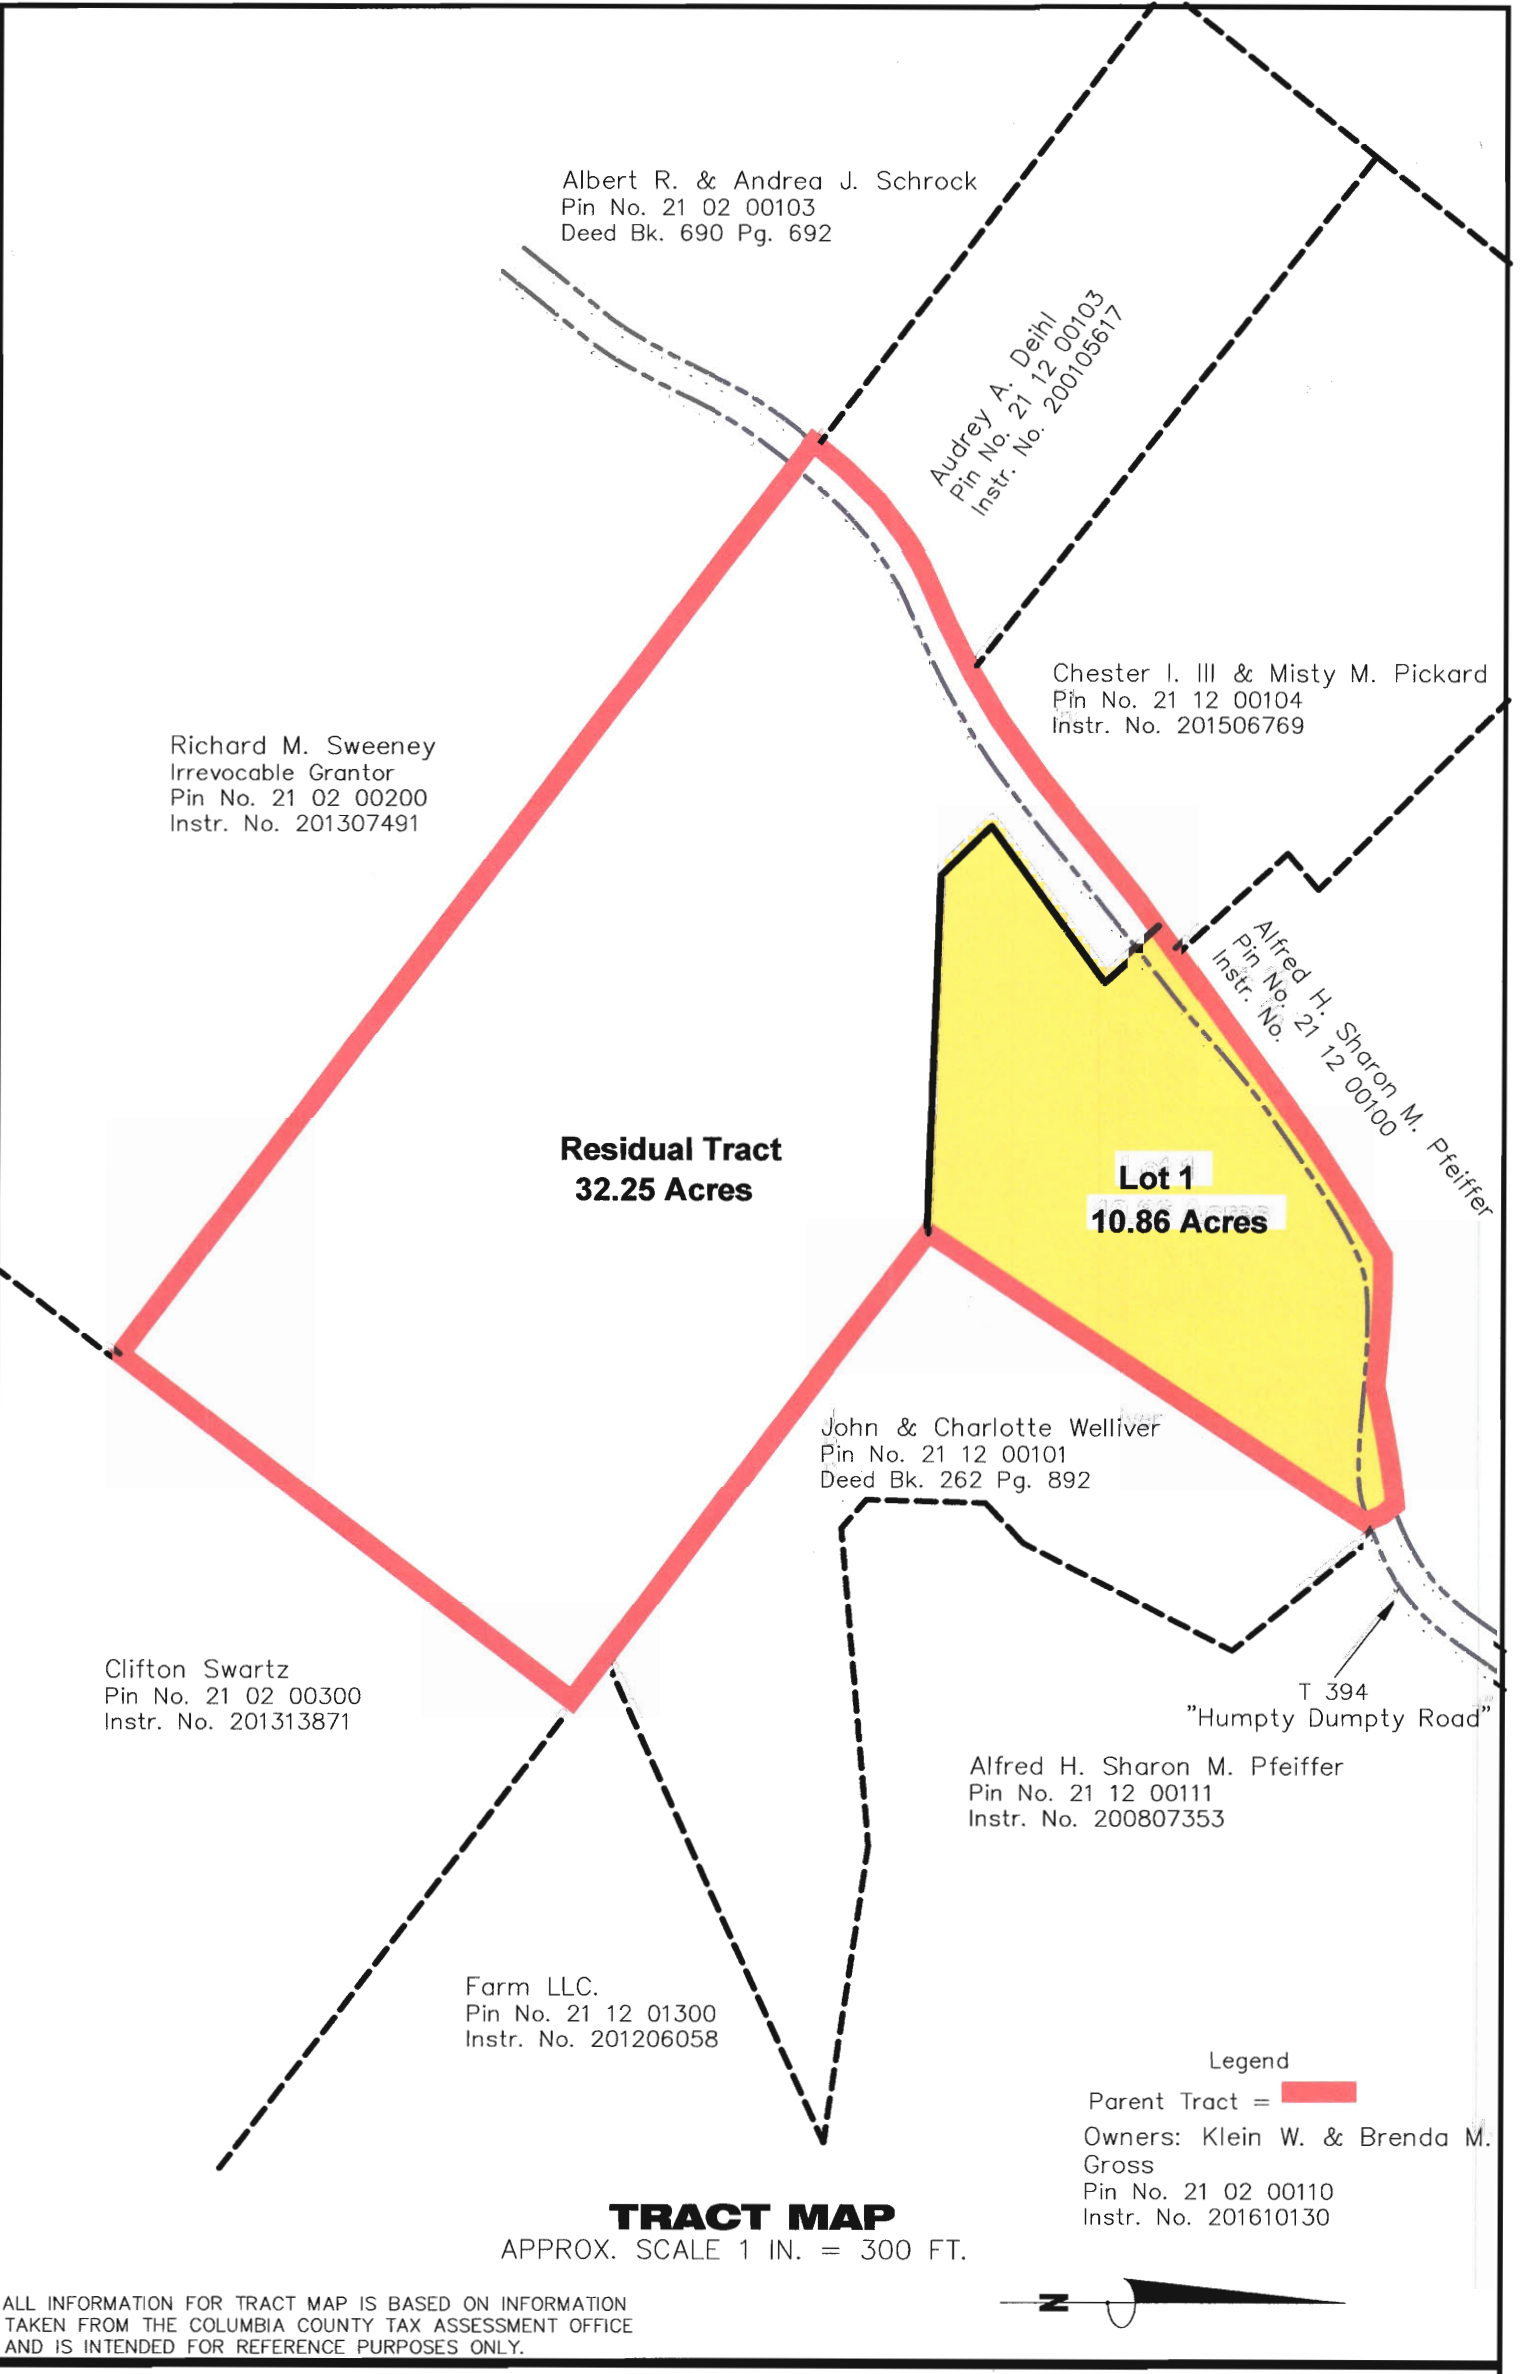 Albert R. & Andrea J. Schrock
Pin No. 21 02 00103
Deed Bk. 690 Pg. 692
Audrey A. Deihl
Pin No. 21 12 00103
Instr. No. 200105617
Chester I. III & Misty M. Pickard
Pin No. 21 12 00104
Instr. No. 201506769
Richard M. Sweeney
Irrevocable Grantor
Pin No. 21 02 00200
Instr. No. 201307491
Alfred H. Sharon M. Pfeiffer
Pin No. 21 12 00100
Instr. No.
Residual Tract
32.25 Acres
Lot 1
10.86 Acres
John & Charlotte Welliver
Pin No. 21 12 00101
Deed Bk. 262 Pg. 892
Clifton Swartz
Pin No. 21 02 00300
Instr. No. 201313871
T 394
"Humpty Dumpty Road"
Alfred H. Sharon M. Pfeiffer
Pin No. 21 12 00111
Instr. No. 200807353
Farm LLC.
Pin No. 21 12 01300
Instr. No. 201206058
Legend
Parent Tract =
Owners: Klein W. & Brenda M.
Gross
Pin No. 21 02 00110
Instr. No. 201610130
TRACT MAP
APPROX. SCALE 1 IN. = 300 FT.
N
ALL INFORMATION FOR TRACT MAP IS BASED ON INFORMATION
TAKEN FROM THE COLUMBIA COUNTY TAX ASSESSMENT OFFICE
AND IS INTENDED FOR REFERENCE PURPOSES ONLY.